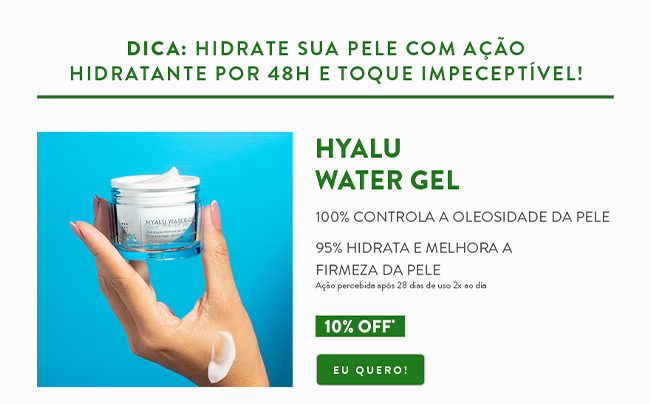 DICA: HIDRATE SUA PELE COM AÇÃO
HIDRATANTE POR 48H E TOQUE IMPECEPTÍVEL!
HYALU WATER GEL
HYALU
WATER GEL
100% CONTROLA A OLEOSIDADE DA PELE
95% HIDRATA E MELHORA A
FIRMEZA DA PELE
Ação percebida após 28 dias de uso 2x ao dia
10% OFF*
EU QUERO!